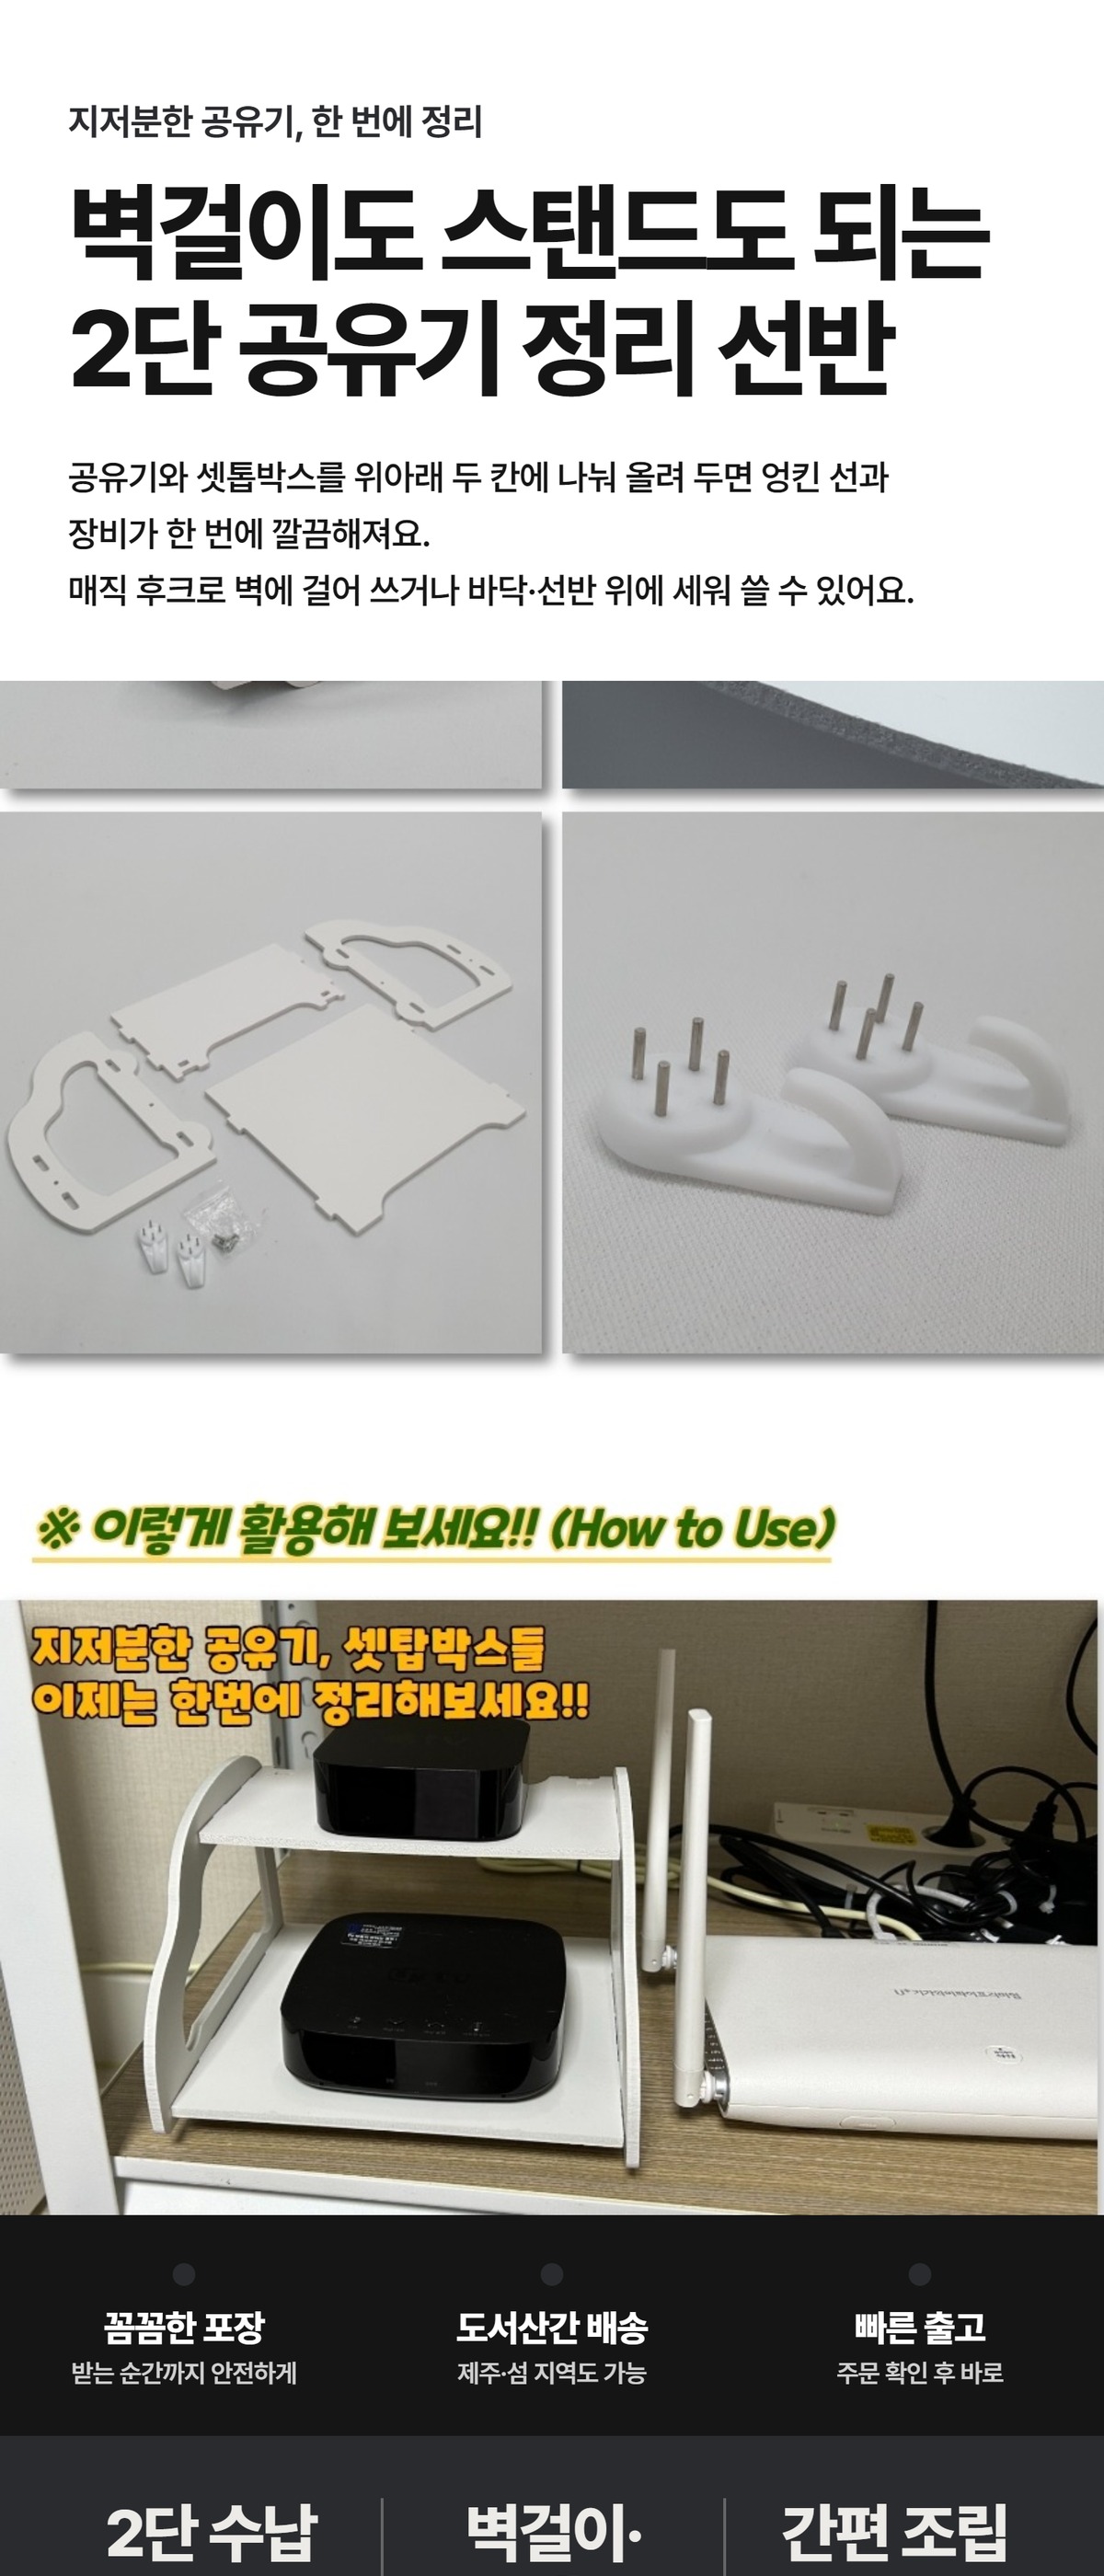 지저분한 공유기, 한 번에 정리
벽걸이도 스탠드도 되는
2단 공유기 정리 선반
공유기와 셋톱박스를 위아래 두 칸에 나눠 올려 두면 엉킨 선과
장비가 한 번에 깔끔해져요.
매직 후크로 벽에 걸어 쓰거나 바닥·선반 위에 세워 쓸 수 있어요.
※ 이렇게 활용해 보세요!! (How to Use)
지저분한 공유기, 셋탑박스들
이제는 한번에 정리해보세요!!
꼼꼼한 포장
받는 순간까지 안전하게
도서산간 배송
제주·섬 지역도 가능
빠른 출고
주문 확인 후 바로
2단 수납
벽걸이·
간편 조립